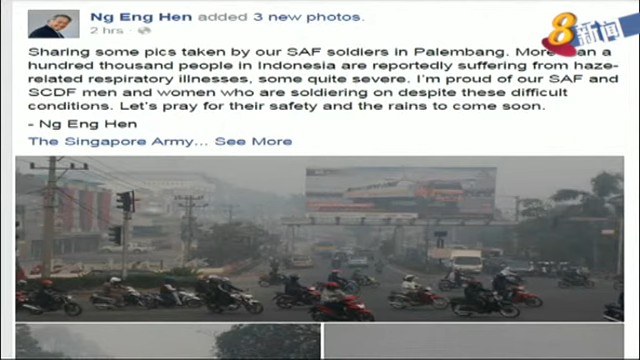 Ng Eng Hen added 3 new photos.
8 新闻
2 hrs ·
Sharing some pics taken by our SAF soldiers in Palembang. More than a
hundred thousand people in Indonesia are reportedly suffering from haze-
related respiratory illnesses, some quite severe. I'm proud of our SAF and
SCDF men and women who are soldiering on despite these difficult
conditions. Let's pray for their safety and the rains to come soon.
- Ng Eng Hen
The Singapore Army... See More